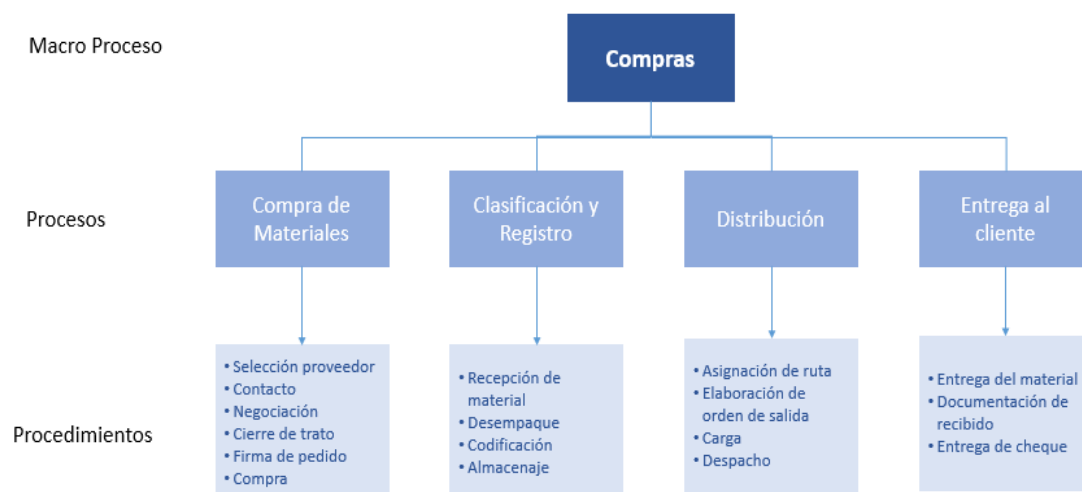 Macro Proceso
Compras
Procesos
Compra de
Materiales
Clasificación y
Registro
Distribución
Entrega al
cliente
Procedimientos
• Selección proveedor
• Contacto
• Negociación
• Cierre de trato
• Firma de pedido
• Compra
• Recepción de
material
• Desempaque
• Codificación
• Almacenaje
• Asignación de ruta
• Elaboración de
orden de salida
• Carga
• Despacho
• Entrega del material
• Documentación de
recibido
• Entrega de cheque